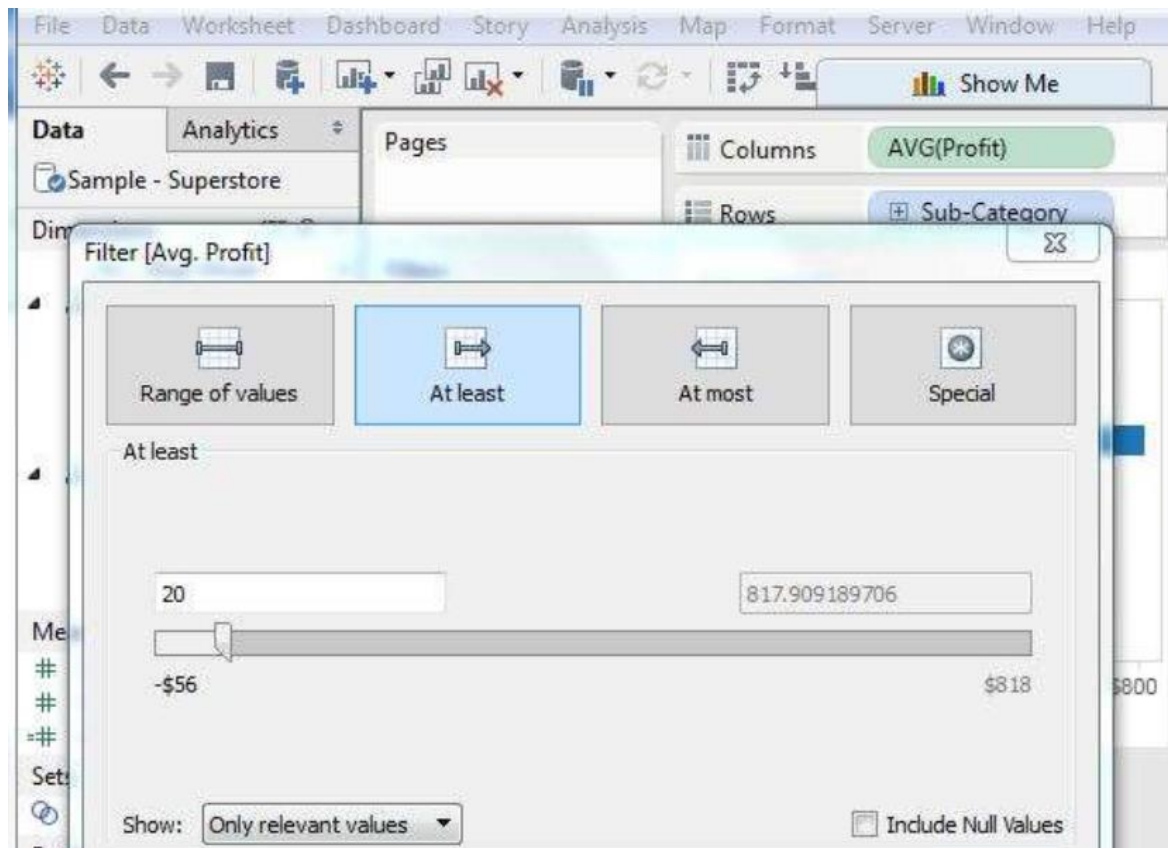 File Data Worksheet Dashboard Story Analysis Map Format Server Window Help
Show Me
Data Analytics
Pages
Columns AVG(Profit)
Sample - Superstore
Rows Sub-Category
Filter [Avg. Profit]
Range of values At least At most Special
At least
20 817.909189706
-$56 $818
$800
Show: Only relevant values Include Null Values